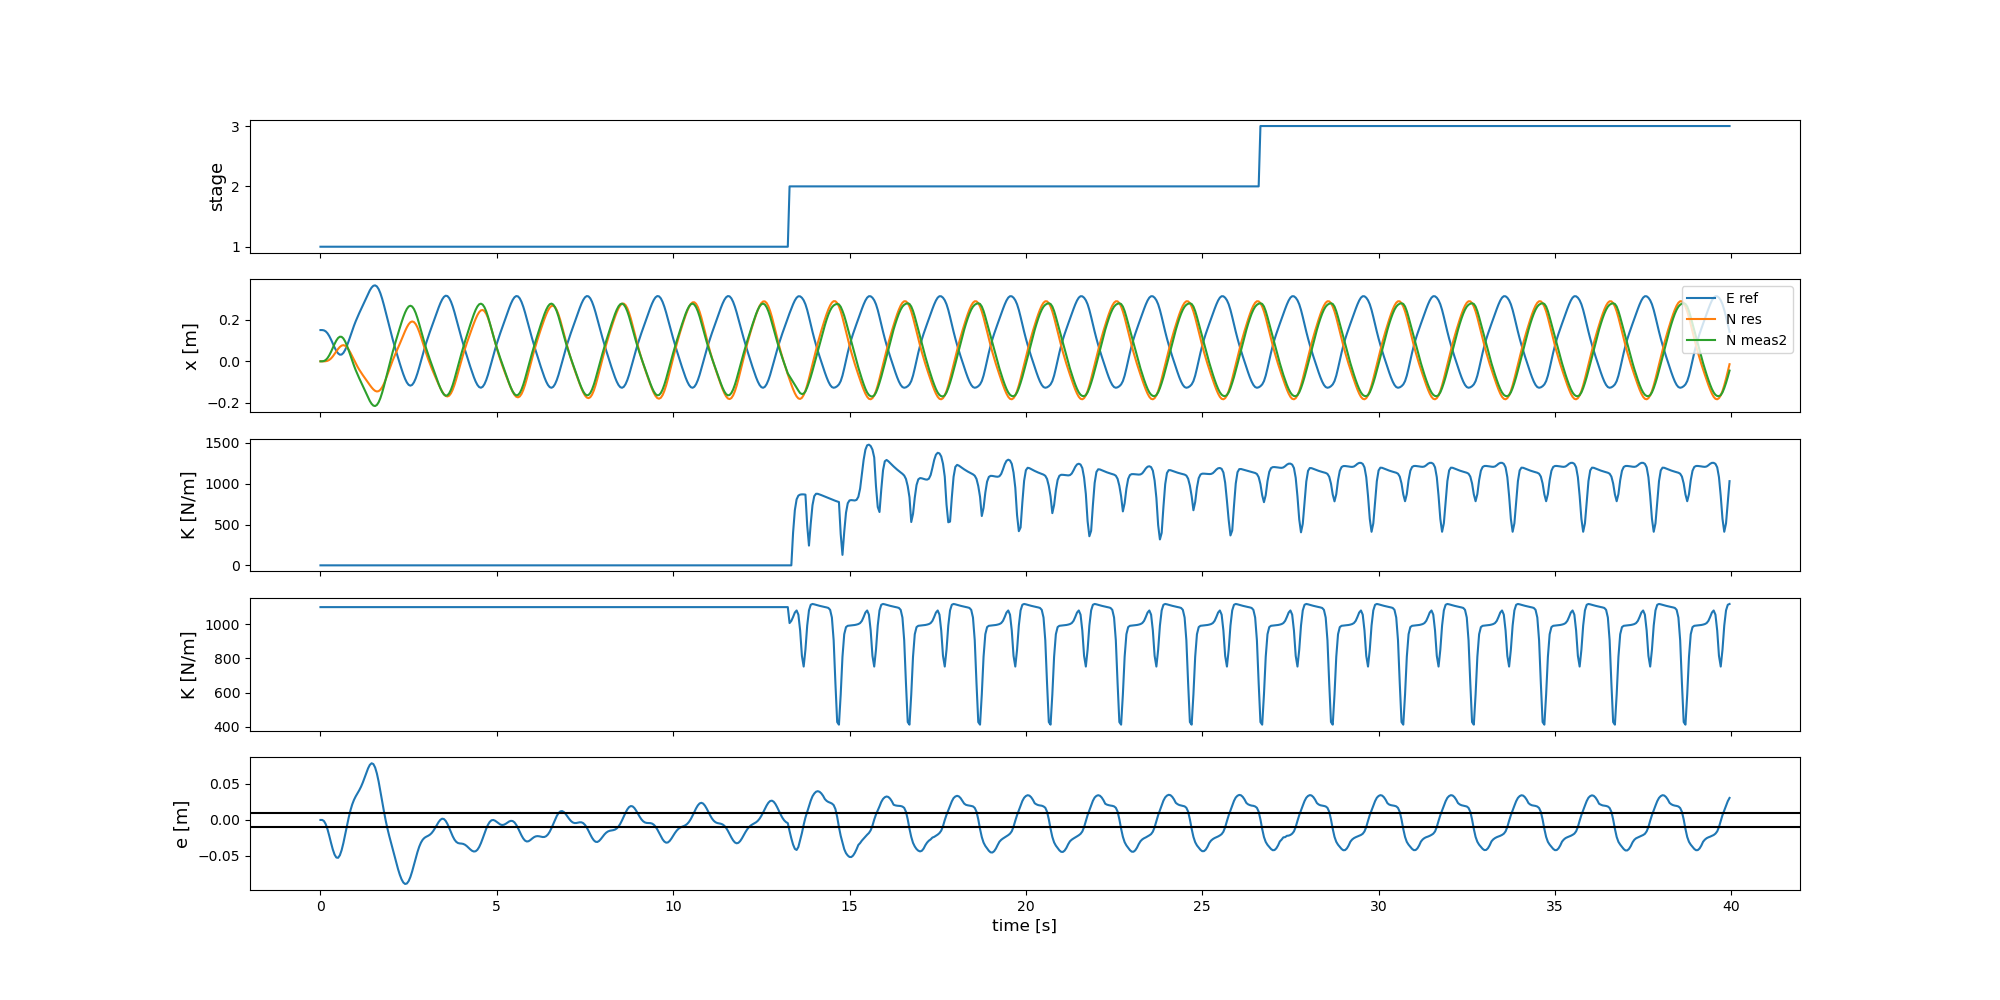 3
2
1
stage
0.2
0.0
−0.2
x [m]
E ref
N res
N meas2
1500
1000
500
0
K [N/m]
1000
800
600
400
K [N/m]
0.05
0.00
−0.05
e [m]
0 5 10 15 20 25 30 35 40
time [s]